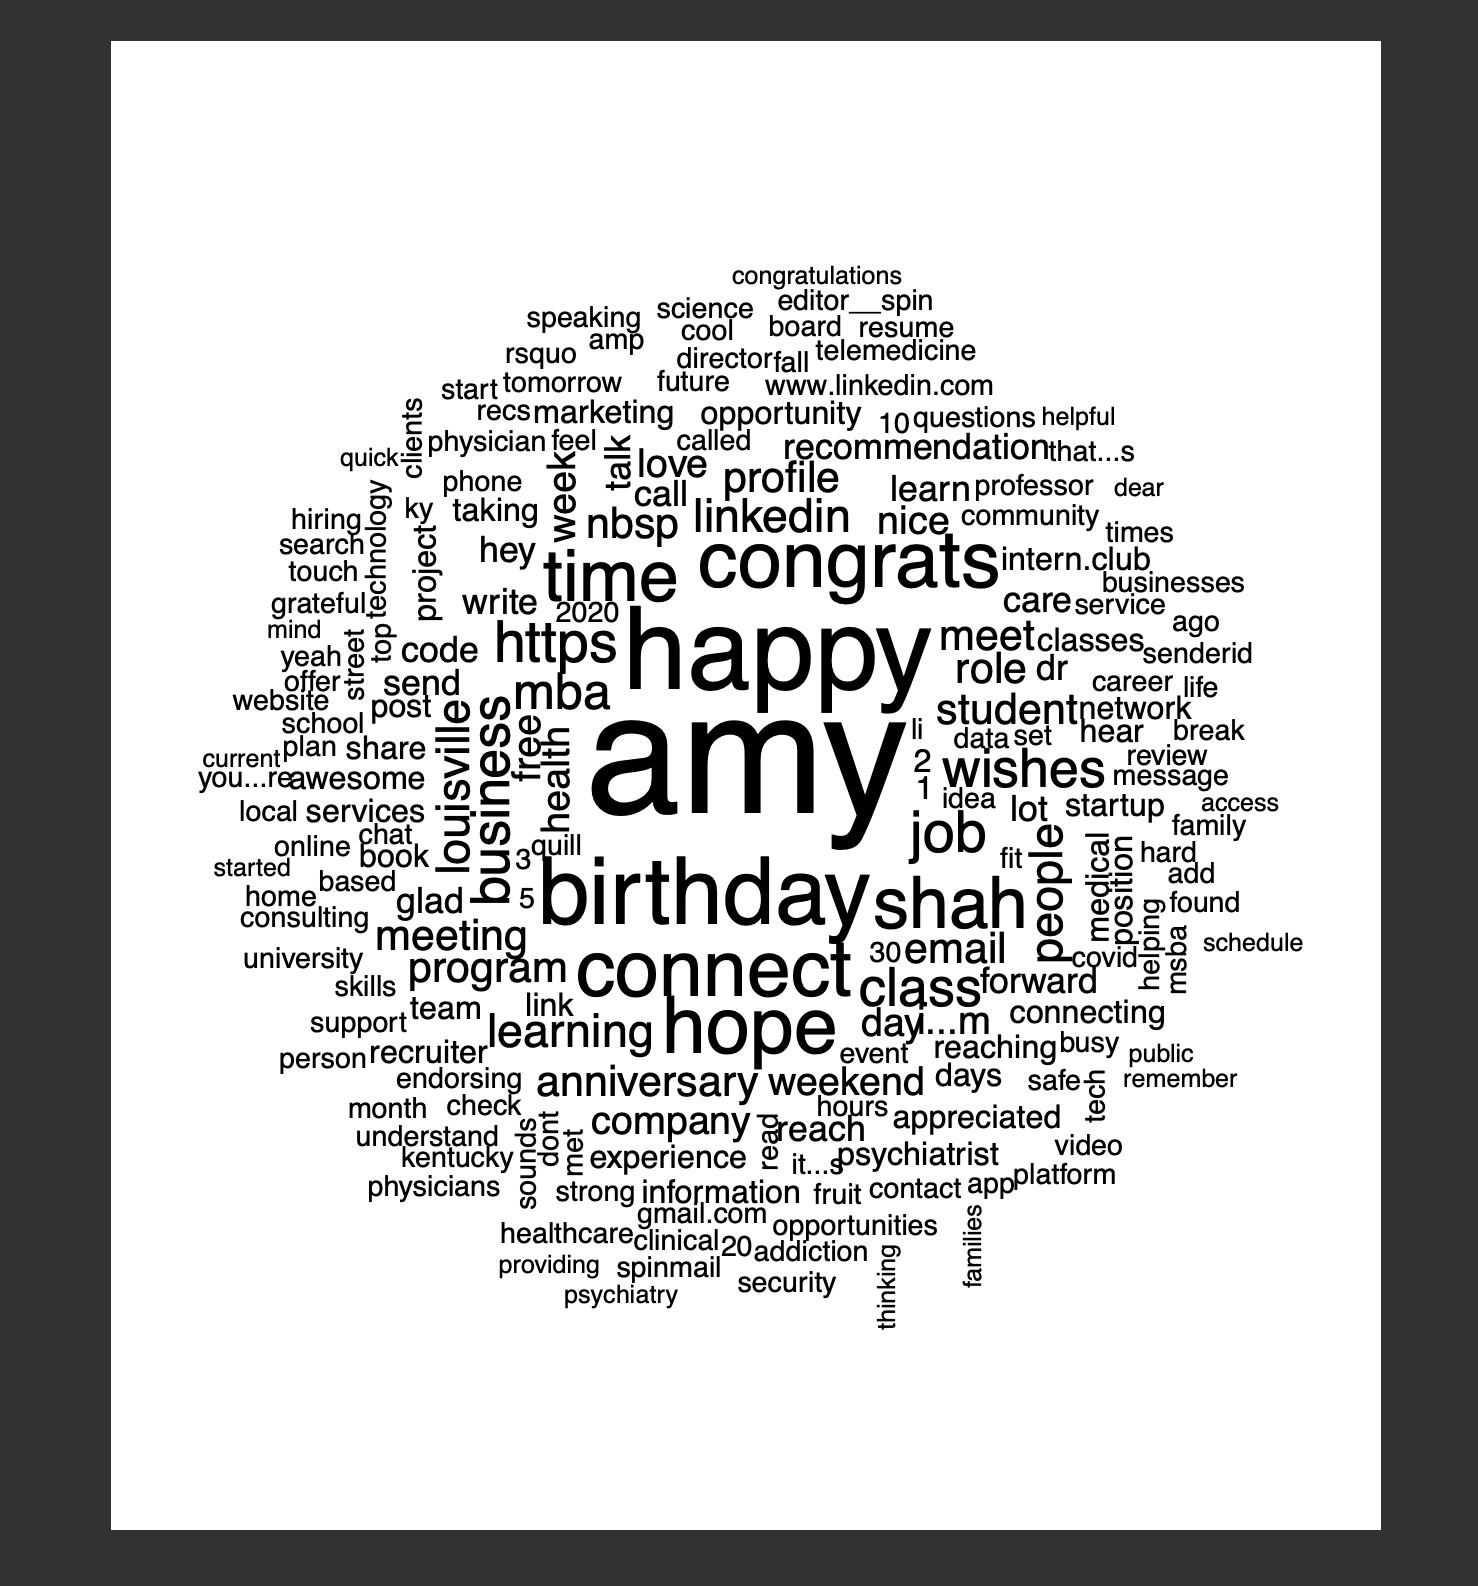 congratulations
speaking science editor__spin
amp cool board resume
rsquo director fall telemedicine
start tomorrow future www.linkedin.com
clients recs marketing opportunity 10 questions helpful
quick physician feel talk called recommendation that...s
week love profile
phone call learn professor dear
hiring technology ky taking nbsp linkedin nice community
search project hey time congrats times
touch intern.club
grateful write 2020 care service businesses
mind top https happy meet classes ago
yeah street code role dr senderid
offer send mba career life
website post louisville business student network
school free health amy li data set hear break
current plan share 2 wishes review
you...re awesome 1 idea message
local services lot startup access
chat job people family
online book quill fit medical position hard
started 3 birthday add
home based glad 5 shah helping found
consulting meeting 30 email msba schedule
university program connect covid
skills class forward
team link day i...m connecting
support learning hope
person recruiter event reaching busy public
endorsing anniversary weekend days safe tech remember
month check hours
understand sounds dont met company read reach appreciated
kentucky experience it...s psychiatrist video
physicians strong information fruit contact app platform
gmail.com opportunities families
healthcare clinical 20 addiction
providing spinmail security thinking
psychiatry